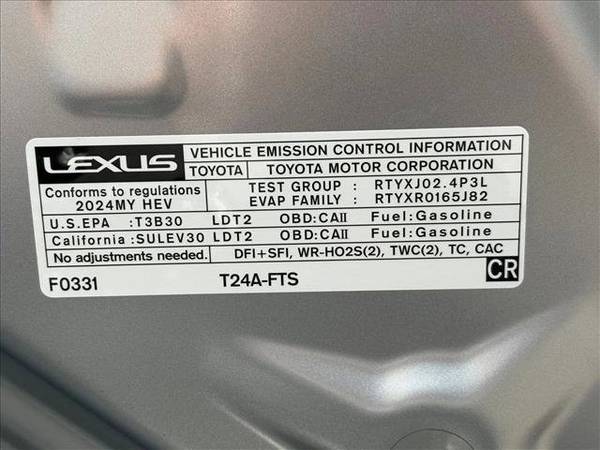 LEXUS VEHICLE EMISSION CONTROL INFORMATION
TOYOTA TOYOTA MOTOR CORPORATION
Conforms to regulations
2024MY HEV
TEST GROUP : RTYXJ02.4P3L
EVAP FAMILY : RTYXR0165J82
U.S.EPA :T3B30 LDT2 OBD:CAII Fuel:Gasoline
California :SULEV30 LDT2 OBD:CAII Fuel:Gasoline
No adjustments needed. DFI+SFI, WR-HO2S(2), TWC(2), TC, CAC
F0331 T24A-FTS CR